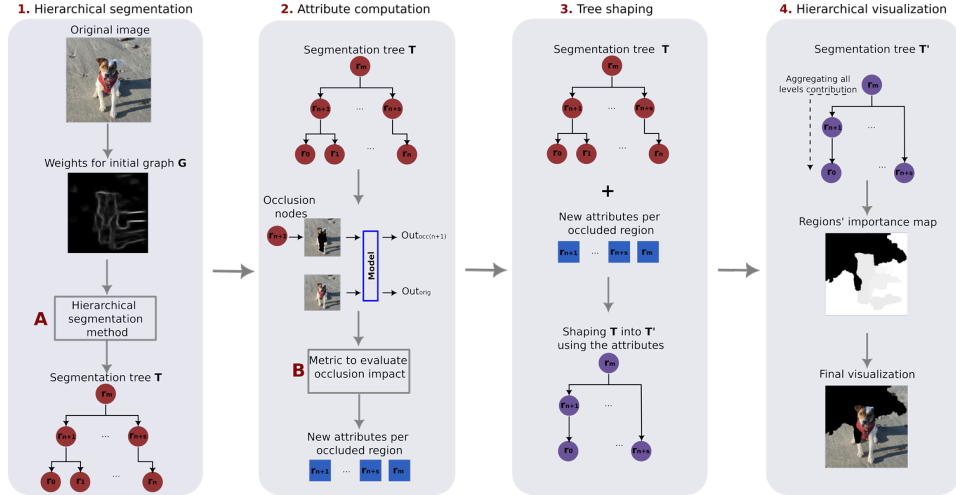 1. Hierarchical segmentation
Original image
Weights for initial graph G
A
Hierarchical
segmentation
method
Segmentation tree T
rm
rn+1 ... rn+s
r0 r1 ... rn
2. Attribute computation
Segmentation tree T
rm
rn+1 ... rn+s
r0 r1 ... rn
Occlusion
nodes
rn+1
Model
Outocc(n+1)
Outorig
B
Metric to evaluate
occlusion impact
New attributes per
occluded region
rn+1 ... rn+s rm
3. Tree shaping
Segmentation tree T
rm
rn+1 ... rn+s
r0 r1 ... rn
+
New attributes per
occluded region
rn+1 ... rn+s rm
Shaping T into T'
using the attributes
rm
rn+1 ...
r0 ... rn+s
4. Hierarchical visualization
Segmentation tree T'
Aggregating all
levels contribution
rm
rn+1 ...
r0 ... rn+s
Regions' importance map
Final visualization